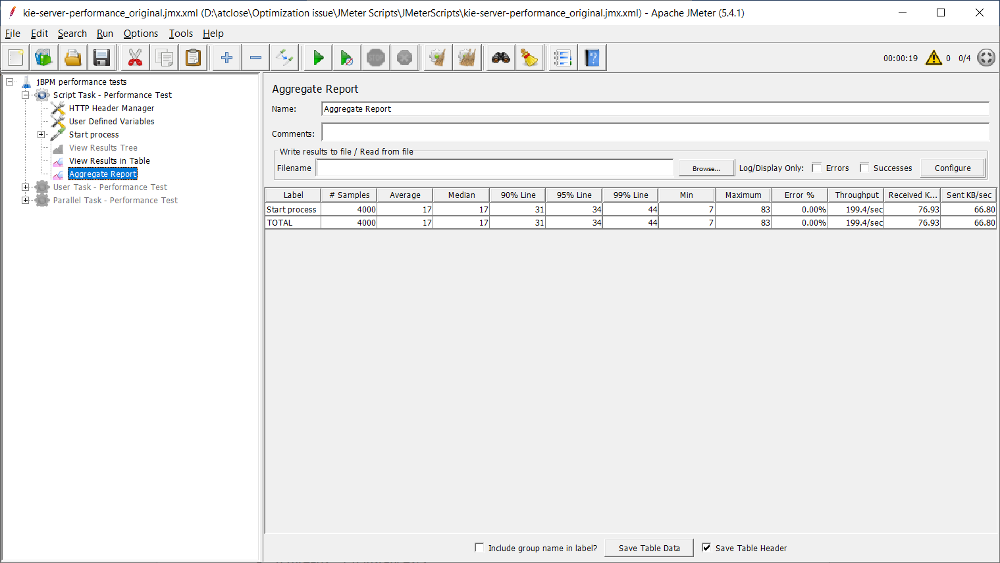 kie-server-performance_original.jmx.xml (D:\atclose\Optimization issue\JMeter Scripts\JMeterScripts\kie-server-performance_original.jmx.xml) - Apache JMeter (5.4.1)
File Edit Search Run Options Tools Help
STOP 00:00:19 0 0/4
jBPM performance tests
Script Task - Performance Test
HTTP Header Manager
User Defined Variables
Start process
View Results Tree
View Results in Table
Aggregate Report
User Task - Performance Test
Parallel Task - Performance Test
Aggregate Report
Name: Aggregate Report
Comments:
Write results to file / Read from file
Filename Browse... Log/Display Only: Errors Successes Configure
Label # Samples Average Median 90% Line 95% Line 99% Line Min Maximum Error % Throughput Received K... Sent KB/sec
Start process 4000 17 17 31 34 44 7 83 0.00% 199.4/sec 76.93 66.80
TOTAL 4000 17 17 31 34 44 7 83 0.00% 199.4/sec 76.93 66.80
Include group name in label? Save Table Data Save Table Header